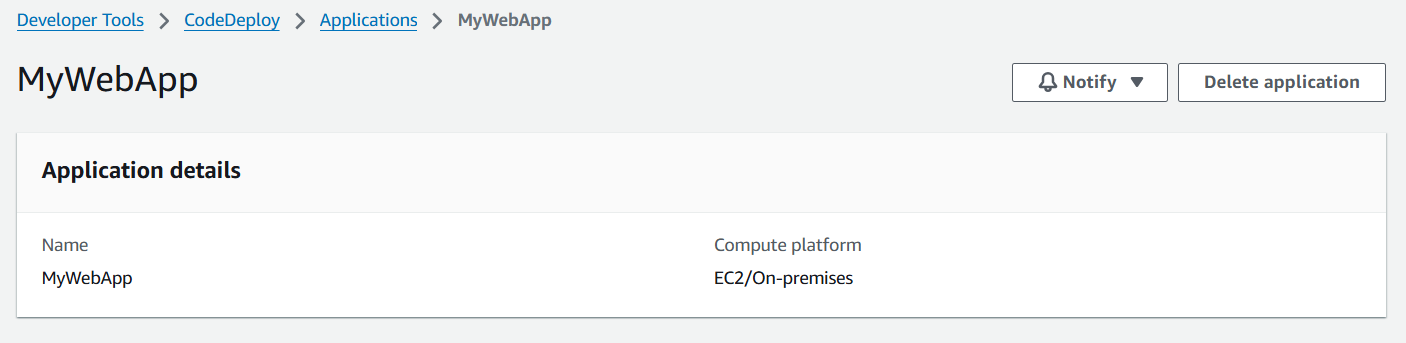 Developer Tools > CodeDeploy > Applications > MyWebApp
MyWebApp
Notify ▼ Delete application
Application details
Name Compute platform
MyWebApp EC2/On-premises